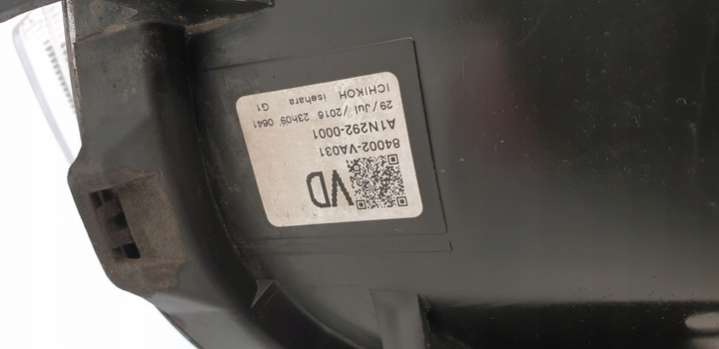 VD
84002-VA031
A1N292-0001
29/Jul /2016 23h09 0641
ICHIKOH Isehara G1